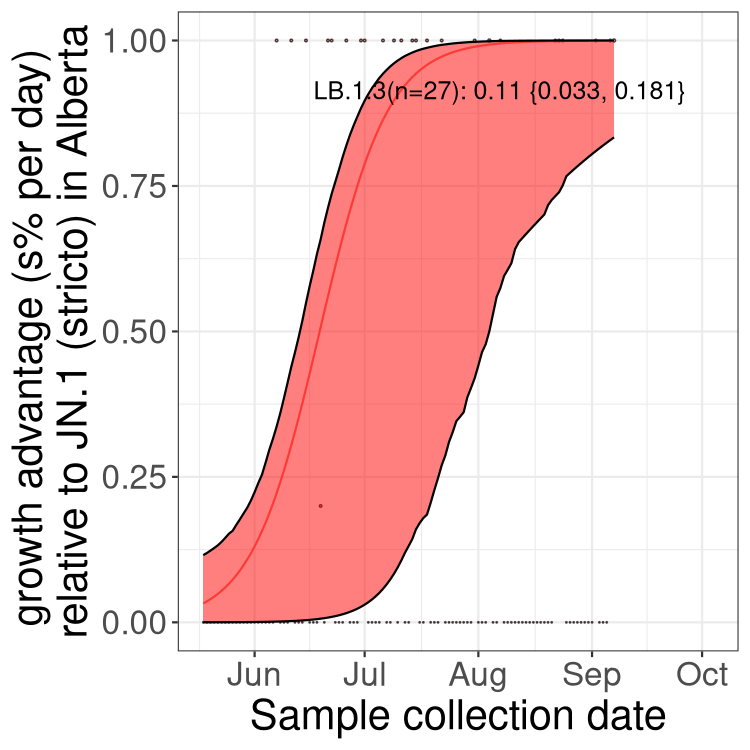 growth advantage (s% per day)
relative to JN.1 (stricto) in Alberta
1.00
0.75
0.50
0.25
0.00
LB.1.3(n=27): 0.11 {0.033, 0.181}
Jun Jul Aug Sep Oct
Sample collection date